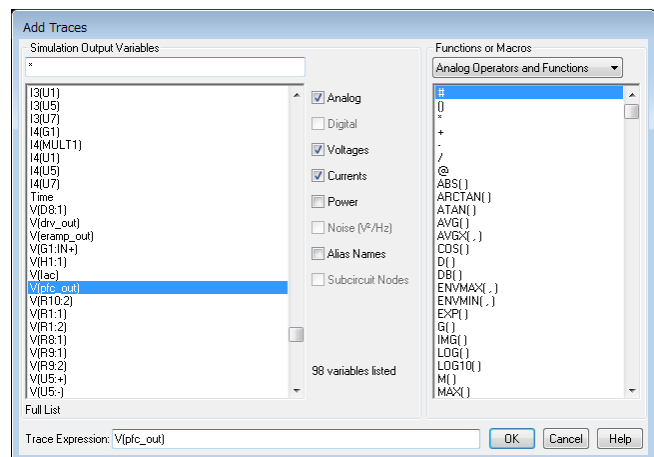 Add Traces
Simulation Output Variables
*
I3(U1)
I3(U5)
I3(U7)
I4(G1)
I4(MULT1)
I4(U1)
I4(U5)
I4(U7)
Time
V(D8:1)
V(drv_out)
V(eramp_out)
V(G1:IN+)
V(H1:1)
V(lac)
V(pfc_out)
V(R10:2)
V(R1:1)
V(R1:2)
V(R8:1)
V(R9:1)
V(R9:2)
V(U5:+)
V(U5:-)
Full List
Analog
Digital
Voltages
Currents
Power
Noise (V²/Hz)
Alias Names
Subcircuit Nodes
98 variables listed
Functions or Macros
Analog Operators and Functions
#
()
*
+
-
/
@
ABS( )
ARCTAN( )
ATAN( )
AVG( )
AVGX( , )
COS( )
D( )
DB( )
ENVMAX( , )
ENVMIN( , )
EXP( )
G( )
IMG( )
LOG( )
LOG10( )
M( )
MAX( )
Trace Expression: V(pfc_out)
OK Cancel Help